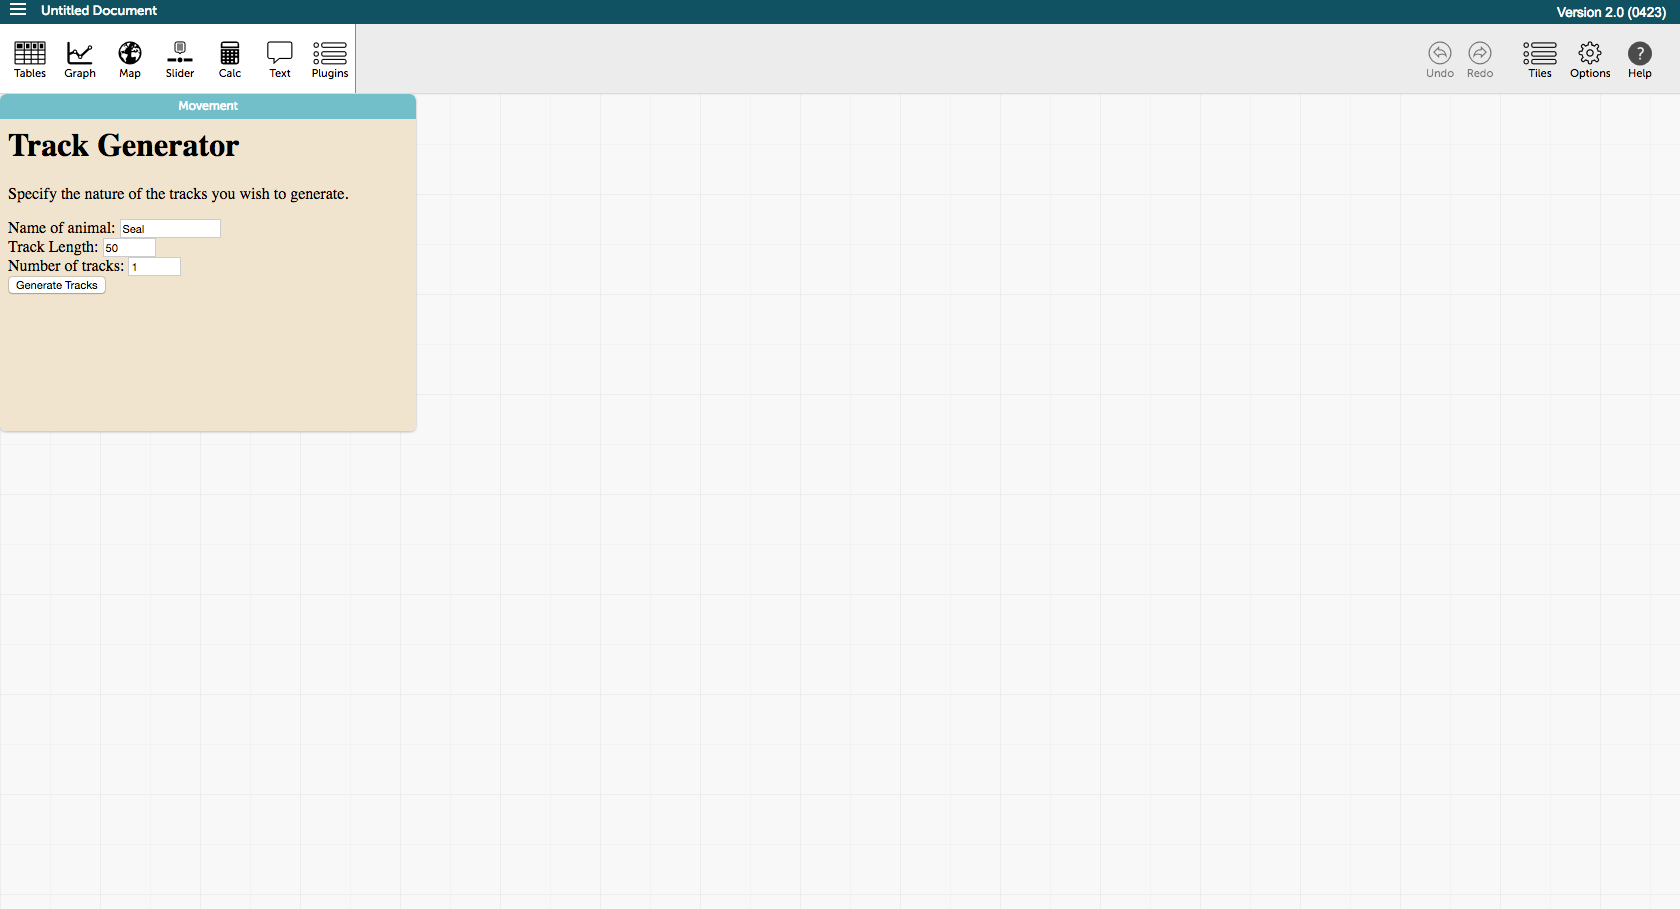 Untitled Document
Version 2.0 (0423)
Tables Graph Map Slider Calc Text Plugins
Undo Redo Tiles Options Help
?
Movement
Track Generator
Specify the nature of the tracks you wish to generate.
Name of animal: Seal
Track Length: 50
Number of tracks: 1
Generate Tracks